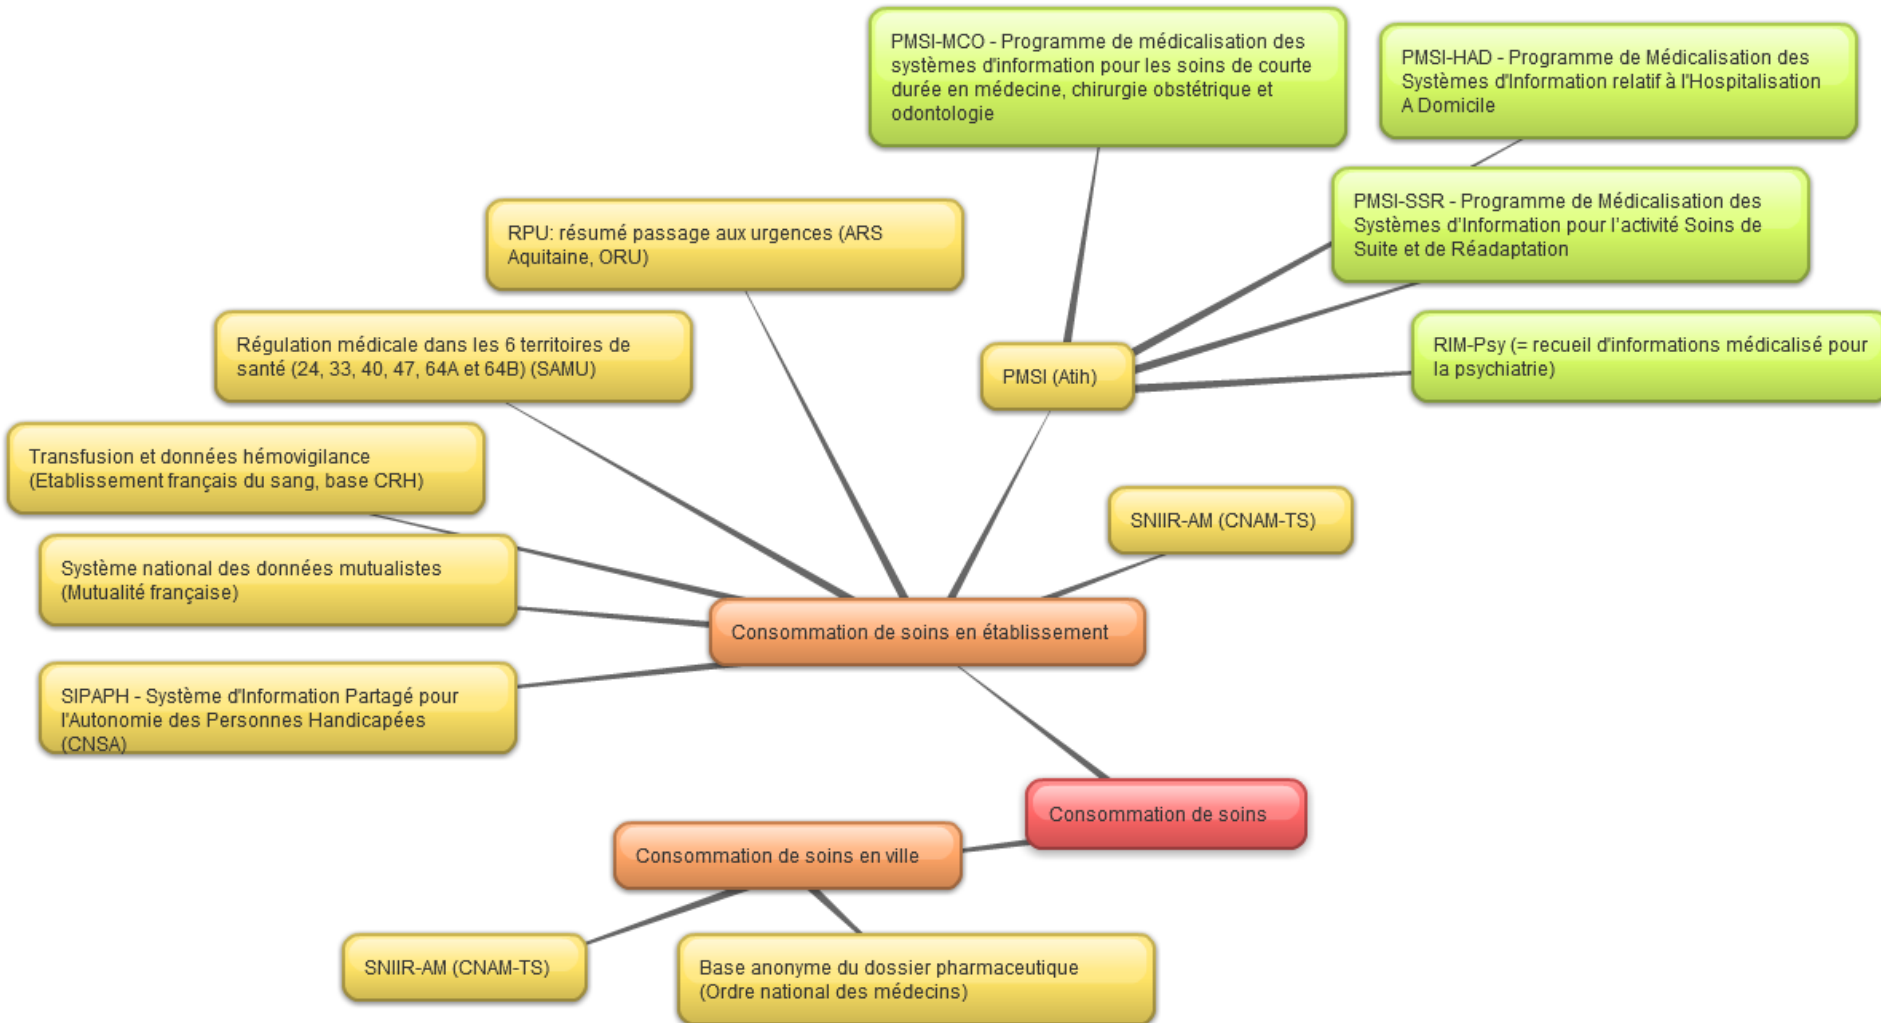 PMSI-MCO - Programme de médicalisation des
systèmes d'information pour les soins de courte
durée en médecine, chirurgie obstétrique et
odontologie
PMSI-HAD - Programme de Médicalisation des
Systèmes d'Information relatif à l'Hospitalisation
A Domicile
PMSI-SSR - Programme de Médicalisation des
Systèmes d'Information pour l'activité Soins de
Suite et de Réadaptation
RPU: résumé passage aux urgences (ARS
Aquitaine, ORU)
Régulation médicale dans les 6 territoires de
santé (24, 33, 40, 47, 64A et 64B) (SAMU)
RIM-Psy (= recueil d'informations médicalisé pour
la psychiatrie)
PMSI (Atih)
Transfusion et données hémovigilance
(Etablissement français du sang, base CRH)
SNIIR-AM (CNAM-TS)
Système national des données mutualistes
(Mutualité française)
Consommation de soins en établissement
SIPAPH - Système d'Information Partagé pour
l'Autonomie des Personnes Handicapées
(CNSA)
Consommation de soins
Consommation de soins en ville
SNIIR-AM (CNAM-TS)
Base anonyme du dossier pharmaceutique
(Ordre national des médecins)